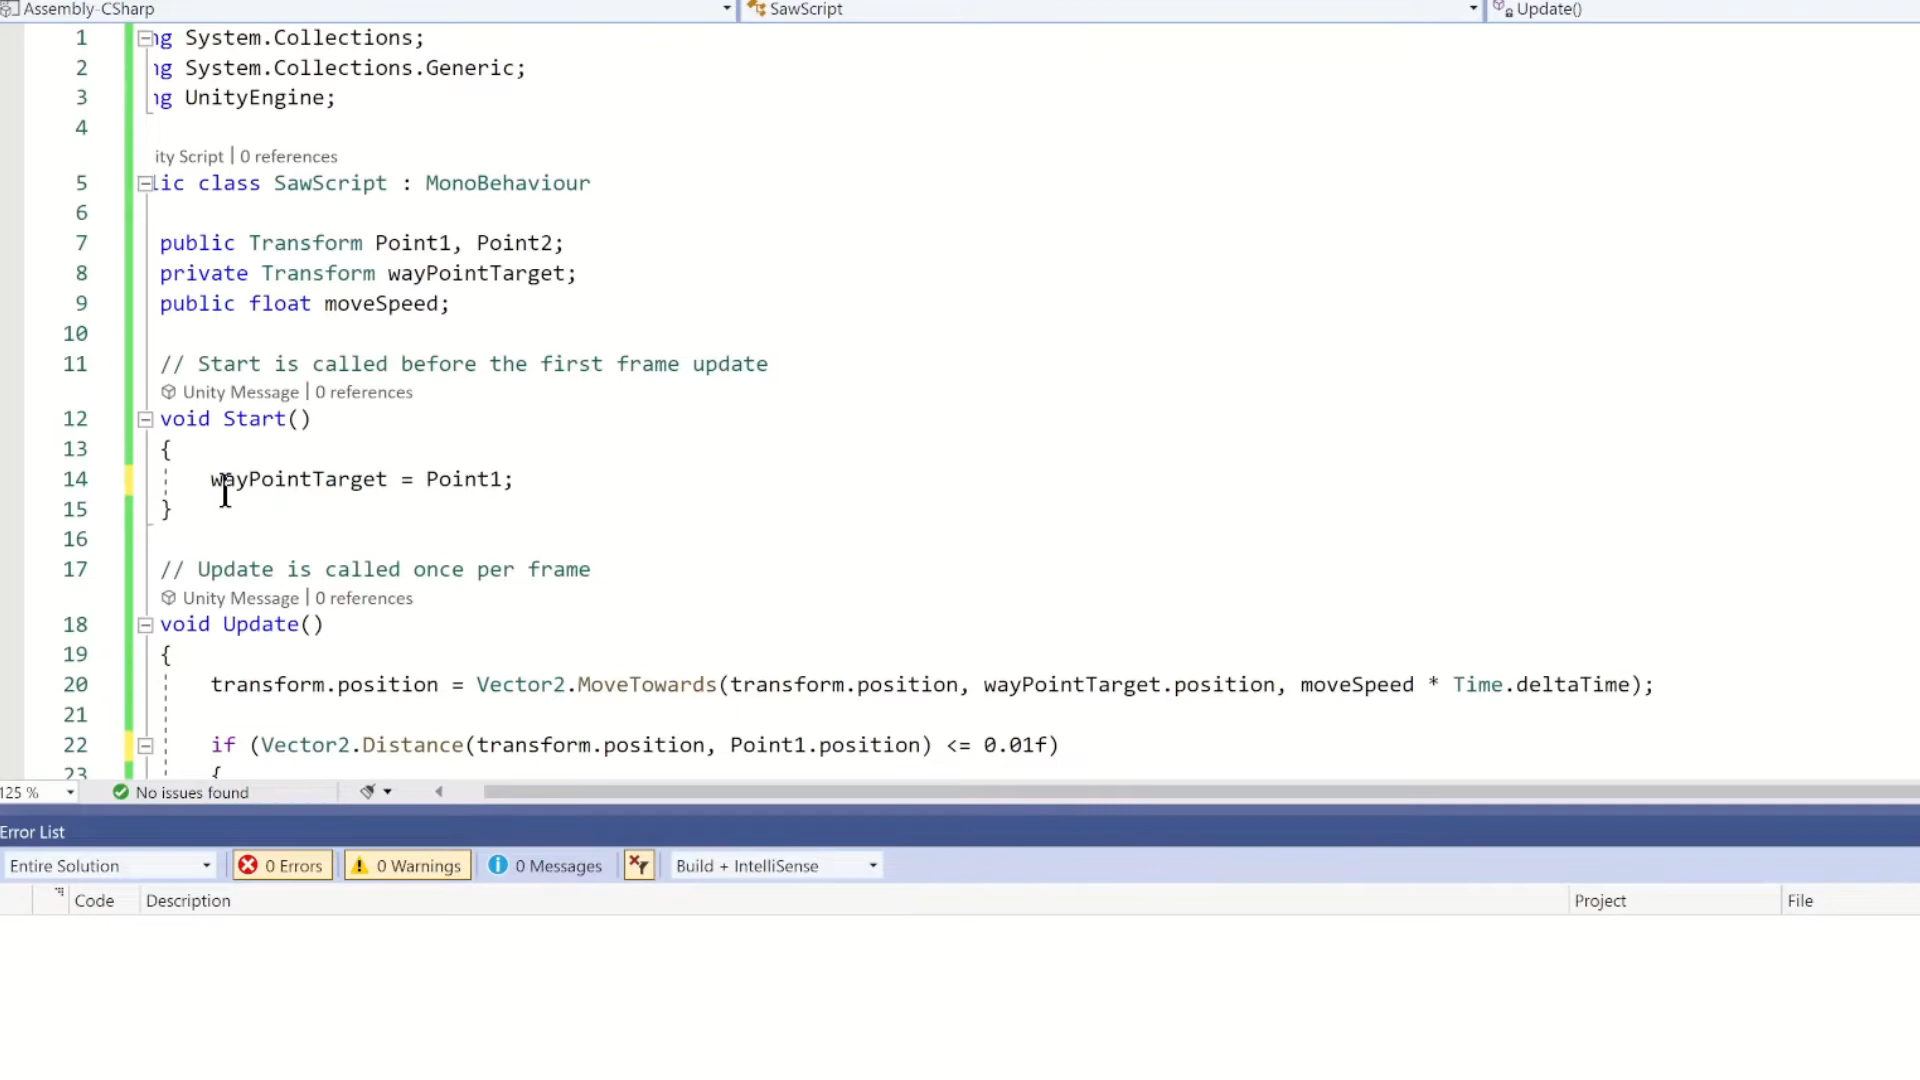 Assembly-CSharp SawScript Update()
1 ng System.Collections;
2 ng System.Collections.Generic;
3 ng UnityEngine;
4
ity Script | 0 references
5 lic class SawScript : MonoBehaviour
6
7 public Transform Point1, Point2;
8 private Transform wayPointTarget;
9 public float moveSpeed;
10
11 // Start is called before the first frame update
Unity Message | 0 references
12 void Start()
13 {
14 wayPointTarget = Point1;
15 }
16
17 // Update is called once per frame
Unity Message | 0 references
18 void Update()
19 {
20 transform.position = Vector2.MoveTowards(transform.position, wayPointTarget.position, moveSpeed * Time.deltaTime);
21
22 if (Vector2.Distance(transform.position, Point1.position) <= 0.01f)
23 {
125 % No issues found
Error List
Entire Solution 0 Errors 0 Warnings 0 Messages Build + IntelliSense
Code Description Project File